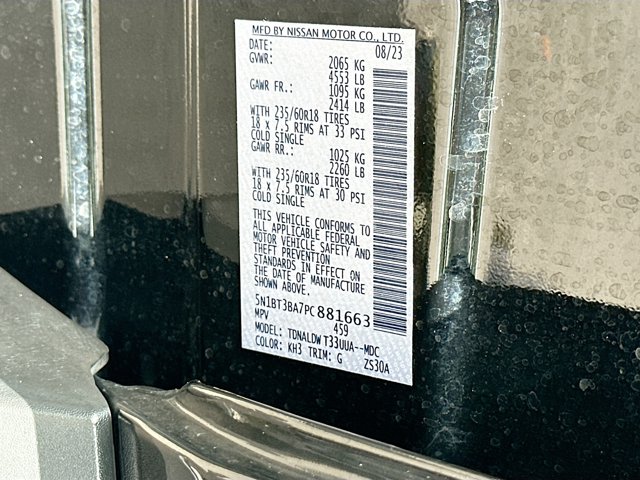 MFD BY NISSAN MOTOR CO., LTD.
DATE: 08/23
GVWR: 2065 KG
4553 LB
GAWR FR.: 1095 KG
2414 LB
WITH 235/60R18 TIRES
18 x 7.5 RIMS AT 33 PSI
COLD SINGLE
GAWR RR.: 1025 KG
2260 LB
WITH 235/60R18 TIRES
18 x 7.5 RIMS AT 30 PSI
COLD SINGLE
THIS VEHICLE CONFORMS TO
ALL APPLICABLE FEDERAL
MOTOR VEHICLE SAFETY AND
THEFT PREVENTION
STANDARDS IN EFFECT ON
THE DATE OF MANUFACTURE
SHOWN ABOVE.
5N1BT3BA7PC881663
MPV 459
MODEL: TDNALDW T33UUA--MDC
COLOR: KH3 TRIM: G ZS30A